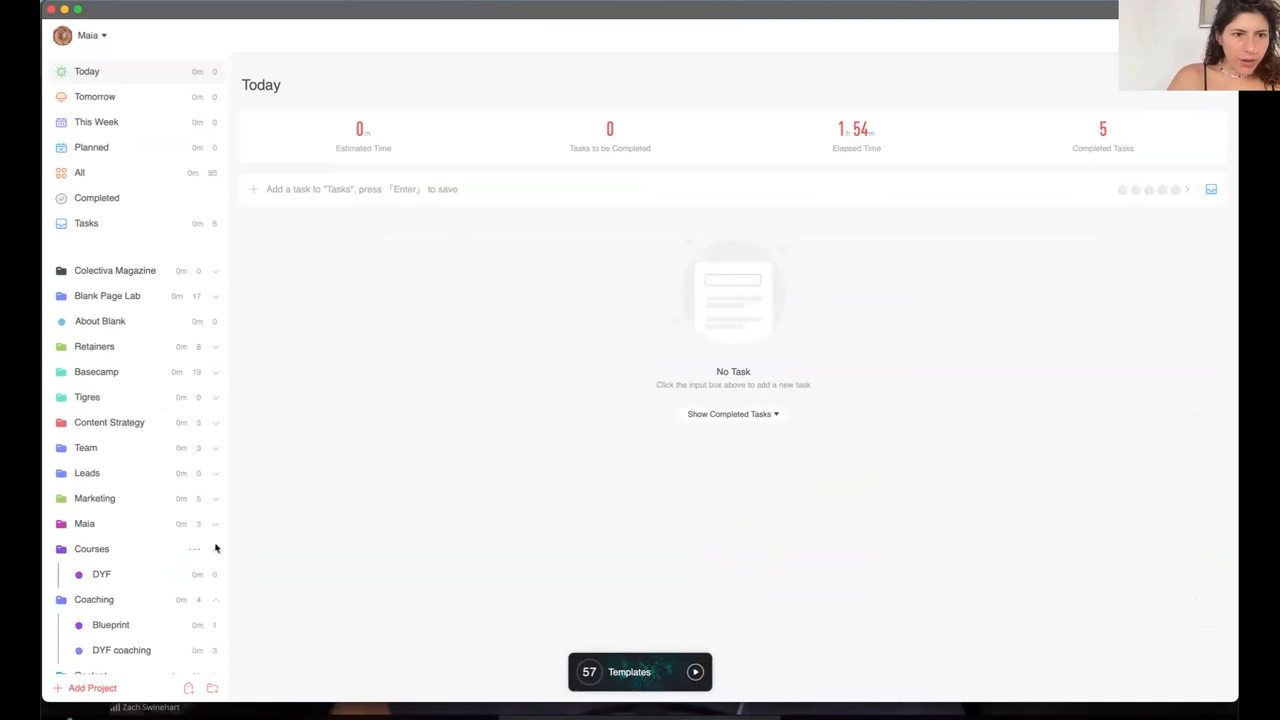 Maia
Today 0m 0
Tomorrow 0m 0
This Week 0m 0
Planned 0m 0
All 0m 85
Completed
Tasks 0m 6
Colectiva Magazine 0m 0
Blank Page Lab 0m 17
About Blank 0m 0
Retainers 0m 8
Basecamp 0m 19
Tigres 0m 0
Content Strategy 0m 5
Team 0m 3
Leads 0m 0
Marketing 0m 5
Maia 0m 3
Courses ...
DYF 0m 0
Coaching 0m 4
Blueprint 0m 1
DYF coaching 0m 3
Add Project
Today
0m 0 1h 54m 5
Estimated Time Tasks to be Completed Elapsed Time Completed Tasks
Add a task to "Tasks", press 「Enter」 to save
No Task
Click the input box above to add a new task
Show Completed Tasks
57 Templates
Zach Swinehart